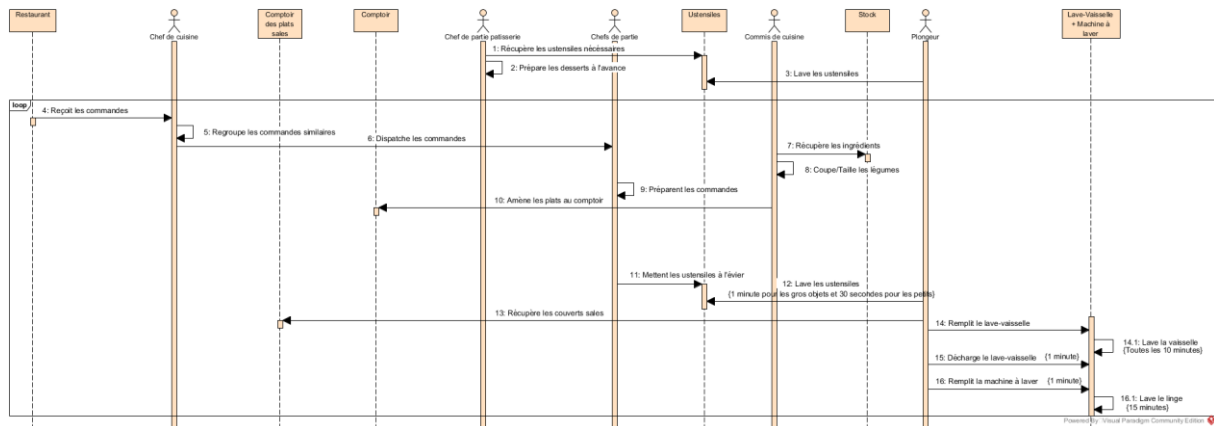 Restaurant
Chef de cuisine
Comptoir
des plats
sales
Comptoir
Chef de partie patisserie
Chefs de partie
Ustensiles
Commis de cuisine
Stock
Plongeur
Lave-Vaisselle
+ Machine à
laver
1: Récupère les ustensiles nécéssaires
2: Prépare les desserts à l'avance
3: Lave les ustensiles
loop
4: Reçoit les commandes
5: Regroupe les commandes similaires
6: Dispatche les commandes
7: Récupère les ingrédients
8: Coupe/Taille les légumes
9: Préparent les commandes
10: Amène les plats au comptoir
11: Mettent les ustensiles à l'évier
12: Lave les ustensiles
{1 minute pour les gros objets et 30 secondes pour les petits}
13: Récupère les couverts sales
14: Remplit le lave-vaisselle
14.1: Lave la vaisselle
{Toutes les 10 minutes}
15: Décharge le lave-vaisselle {1 minute}
16: Remplit la machine à laver {1 minute}
16.1: Lave le linge
{15 minutes}
Powered By Visual Paradigm Community Edition